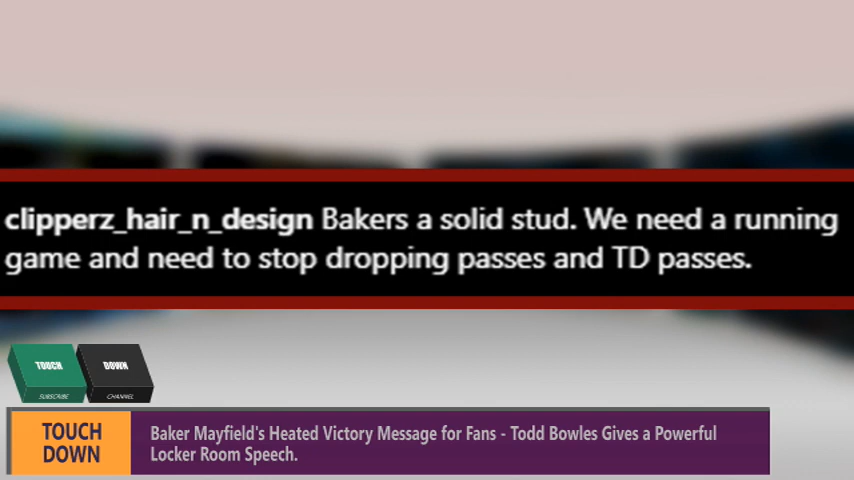 clipperz_hair_n_design Bakers a solid stud. We need a running
game and need to stop dropping passes and TD passes.
TOUCH DOWN
SUBSCRIBE CHANNEL
TOUCH
DOWN
Baker Mayfield's Heated Victory Message for Fans - Todd Bowles Gives a Powerful
Locker Room Speech.